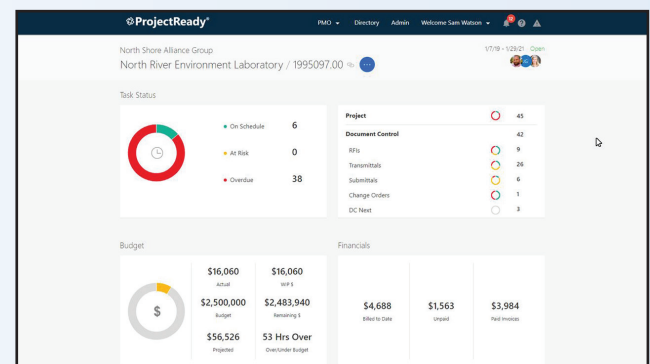 ProjectReady®
PMO Directory Admin Welcome Sam Watson
North Shore Alliance Group
1/7/19 - 1/29/21 Open
North River Environment Laboratory / 1995097.00
Task Status
On Schedule 6
At Risk 0
Overdue 38
Project 45
Document Control 42
RFIs 9
Transmittals 26
Submittals 6
Change Orders 1
DC Next 3
Budget
Financials
$
$16,060 $16,060
Actual WIP $
$2,500,000 $2,483,940
Budget Remaining $
$56,526 53 Hrs Over
Projected Over/Under Budget
$4,688 $1,563 $3,984
Billed to Date Unpaid Paid Invoices